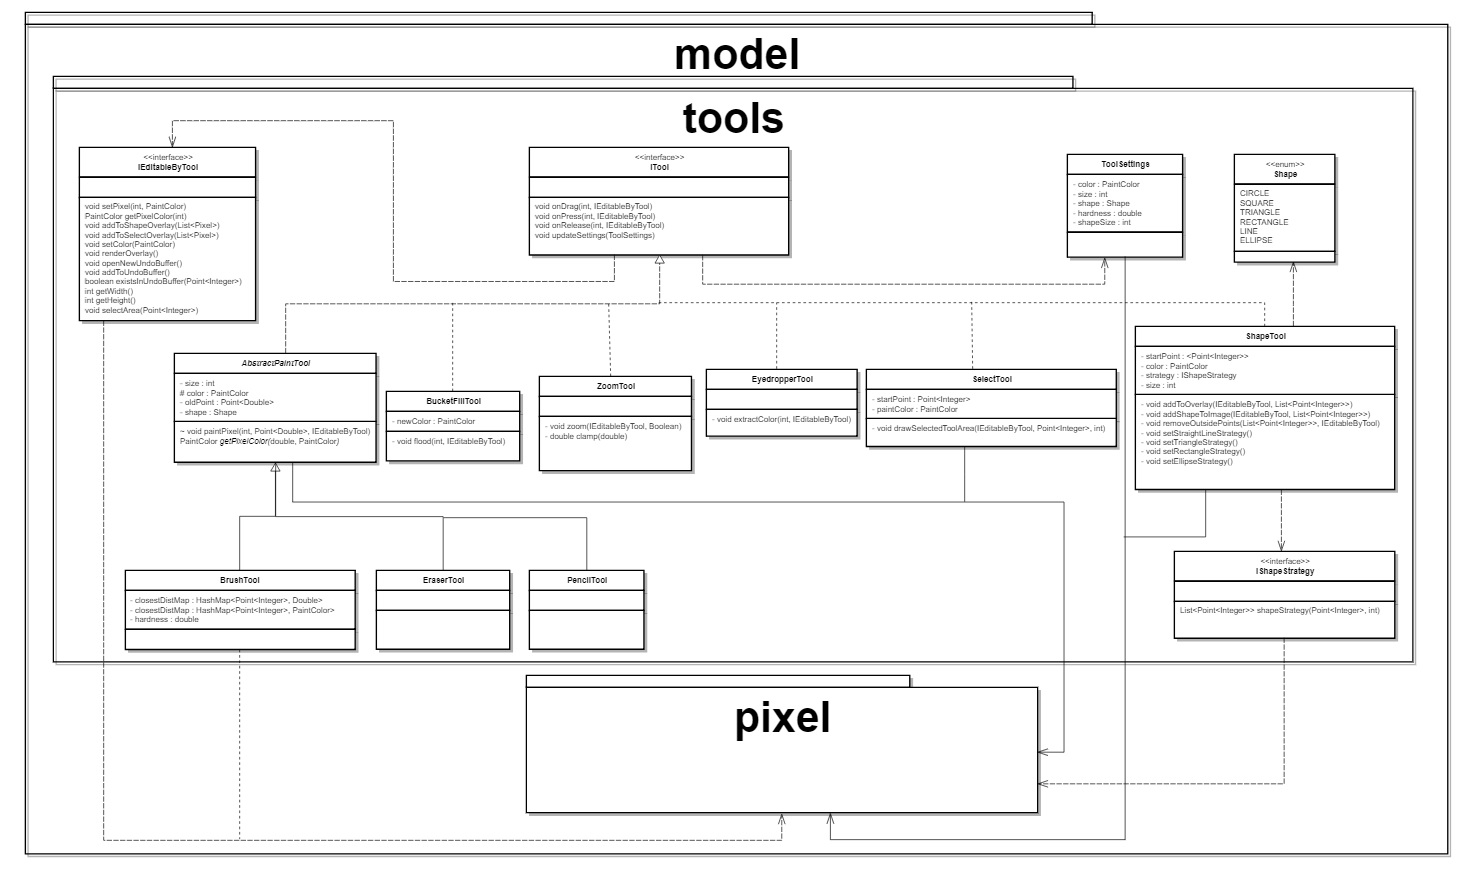 model
tools
<<interface>>
IEditableByTool
void setPixel(int, PaintColor)
PaintColor getPixelColor(int)
void addToShapeOverlay(List<Pixel>)
void addToSelectOverlay(List<Pixel>)
void setColor(PaintColor)
void renderOverlay()
void openNewUndoBuffer()
void addToUndoBuffer()
boolean existsInUndoBuffer(Point<Integer>)
int getWidth()
int getHeight()
void selectArea(Point<Integer>)
<<interface>>
ITool
void onDrag(int, IEditableByTool)
void onPress(int, IEditableByTool)
void onRelease(int, IEditableByTool)
void updateSettings(ToolSettings)
ToolSettings
- color : PaintColor
- size : int
- shape : Shape
- hardness : double
- shapeSize : int
<<enum>>
Shape
CIRCLE
SQUARE
TRIANGLE
RECTANGLE
LINE
ELLIPSE
AbstractPaintTool
- size : int
# color : PaintColor
- oldPoint : Point<Double>
- shape : Shape
~ void paintPixel(int, Point<Double>, IEditableByTool)
PaintColor getPixelColor(double, PaintColor)
BucketFillTool
- newColor : PaintColor
- void flood(int, IEditableByTool)
ZoomTool
- void zoom(IEditableByTool, Boolean)
- double clamp(double)
EyedropperTool
- void extractColor(int, IEditableByTool)
SelectTool
- startPoint : Point<Integer>
- paintColor : PaintColor
- void drawSelectedToolArea(IEditableByTool, Point<Integer>, int)
ShapeTool
- startPoint : <Point<Integer>>
- color : PaintColor
- strategy : IShapeStrategy
- size : int
- void addToOverlay(IEditableByTool, List<Point<Integer>>)
- void addShapeToImage(IEditableByTool, List<Point<Integer>>)
- void removeOutsidePoints(List<Point<Integer>>, IEditableByTool)
- void setStraightLineStrategy()
- void setTriangleStrategy()
- void setRectangleStrategy()
- void setEllipseStrategy()
BrushTool
- closestDistMap : HashMap<Point<Integer>, Double>
- closestDistMap : HashMap<Point<Integer>, PaintColor>
- hardness : double
EraserTool
PencilTool
<<interface>>
IShapeStrategy
List<Point<Integer>> shapeStrategy(Point<Integer>, int)
pixel